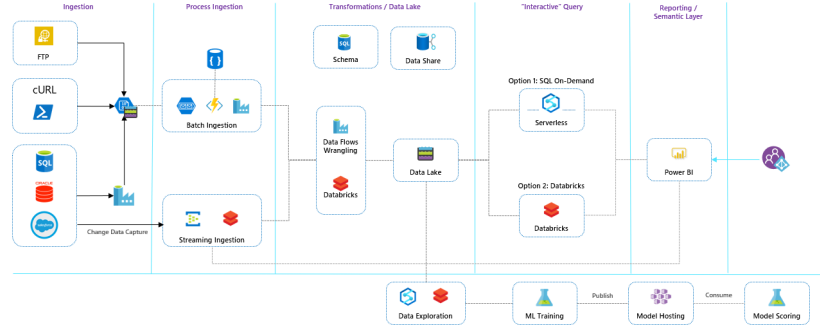 Ingestion
Process Ingestion
Transformations / Data Lake
"Interactive" Query
Reporting /
Semantic Layer
FTP
cURL
SQL
ORACLE
Change Data Capture
{ }
Batch Ingestion
Streaming Ingestion
SQL
Schema
Data Share
Data Flows
Wrangling
Databricks
Data Lake
Option 1: SQL On-Demand
Serverless
Option 2: Databricks
Databricks
Power BI
Data Exploration
ML Training
Publish
Model Hosting
Consume
Model Scoring